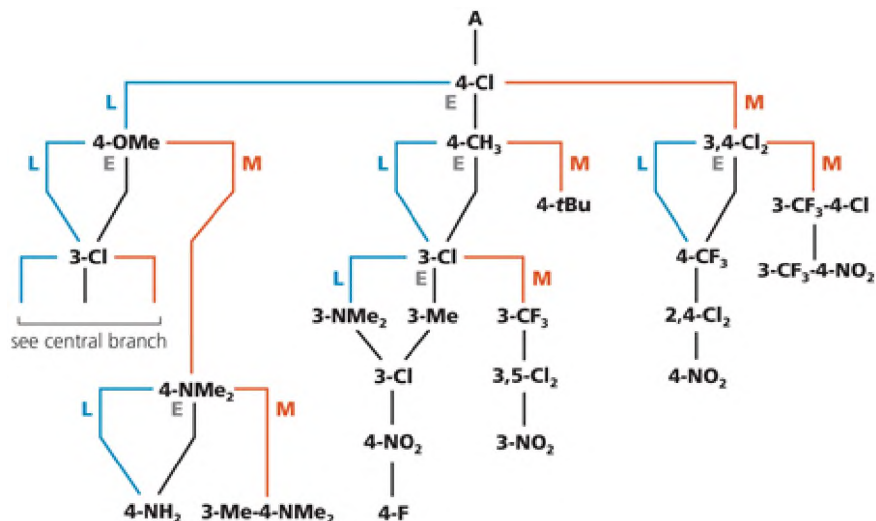 A
4-Cl
L E M
4-OMe 4-CH₃ 3,4-Cl₂
L E M L E M L E M
4-tBu 3-CF₃-4-Cl
3-Cl 3-Cl 4-CF₃ 3-CF₃-4-NO₂
L E M
3-NMe₂ 3-Me 3-CF₃ 2,4-Cl₂
see central branch
4-NMe₂ 3-Cl 3,5-Cl₂ 4-NO₂
L E M
4-NO₂ 3-NO₂
4-NH₂ 3-Me-4-NMe₂ 4-F